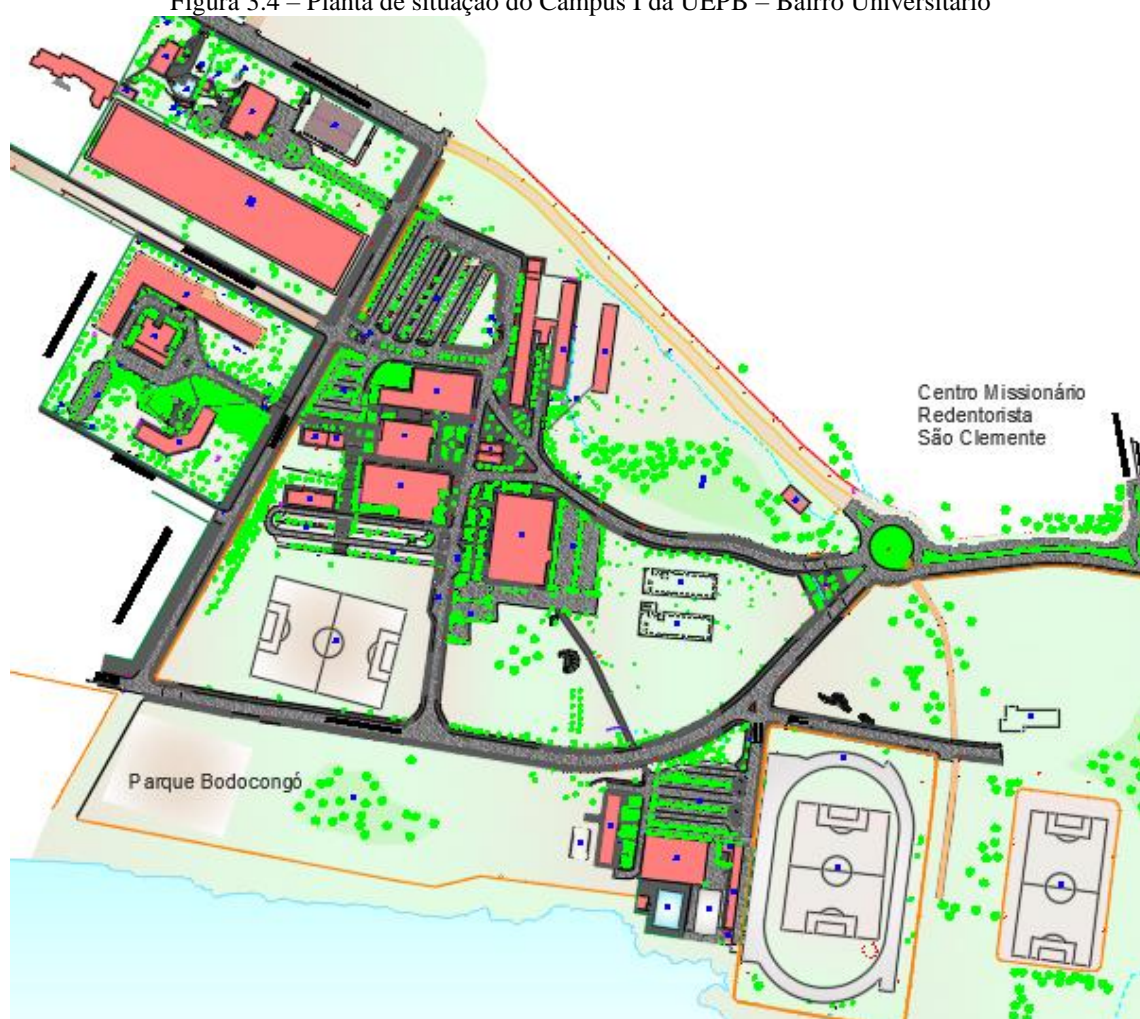 Figura 3.4 – Planta de situação do Campus I da UEPB – Bairro Universitário
Centro Missionário
Redentorista
São Clemente
Parque Bodocongó